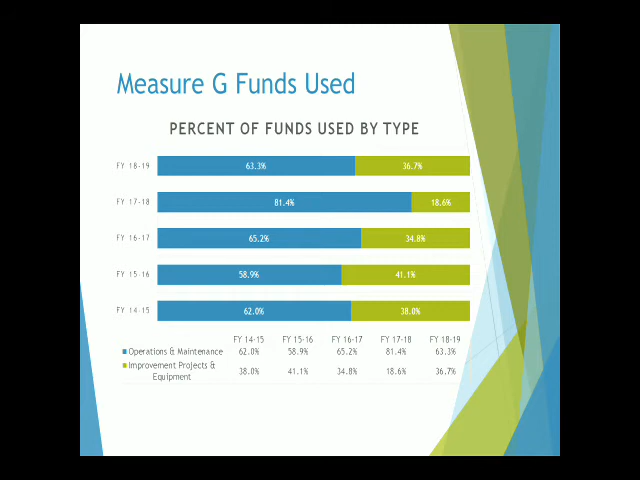 Measure G Funds Used
PERCENT OF FUNDS USED BY TYPE
FY 18-19 63.3% 36.7%
FY 17-18 81.4% 18.6%
FY 16-17 65.2% 34.8%
FY 15-16 58.9% 41.1%
FY 14-15 62.0% 38.0%
FY 14-15 FY 15-16 FY 16-17 FY 17-18 FY 18-19
Operations & Maintenance 62.0% 58.9% 65.2% 81.4% 63.3%
Improvement Projects &
Equipment 38.0% 41.1% 34.8% 18.6% 36.7%